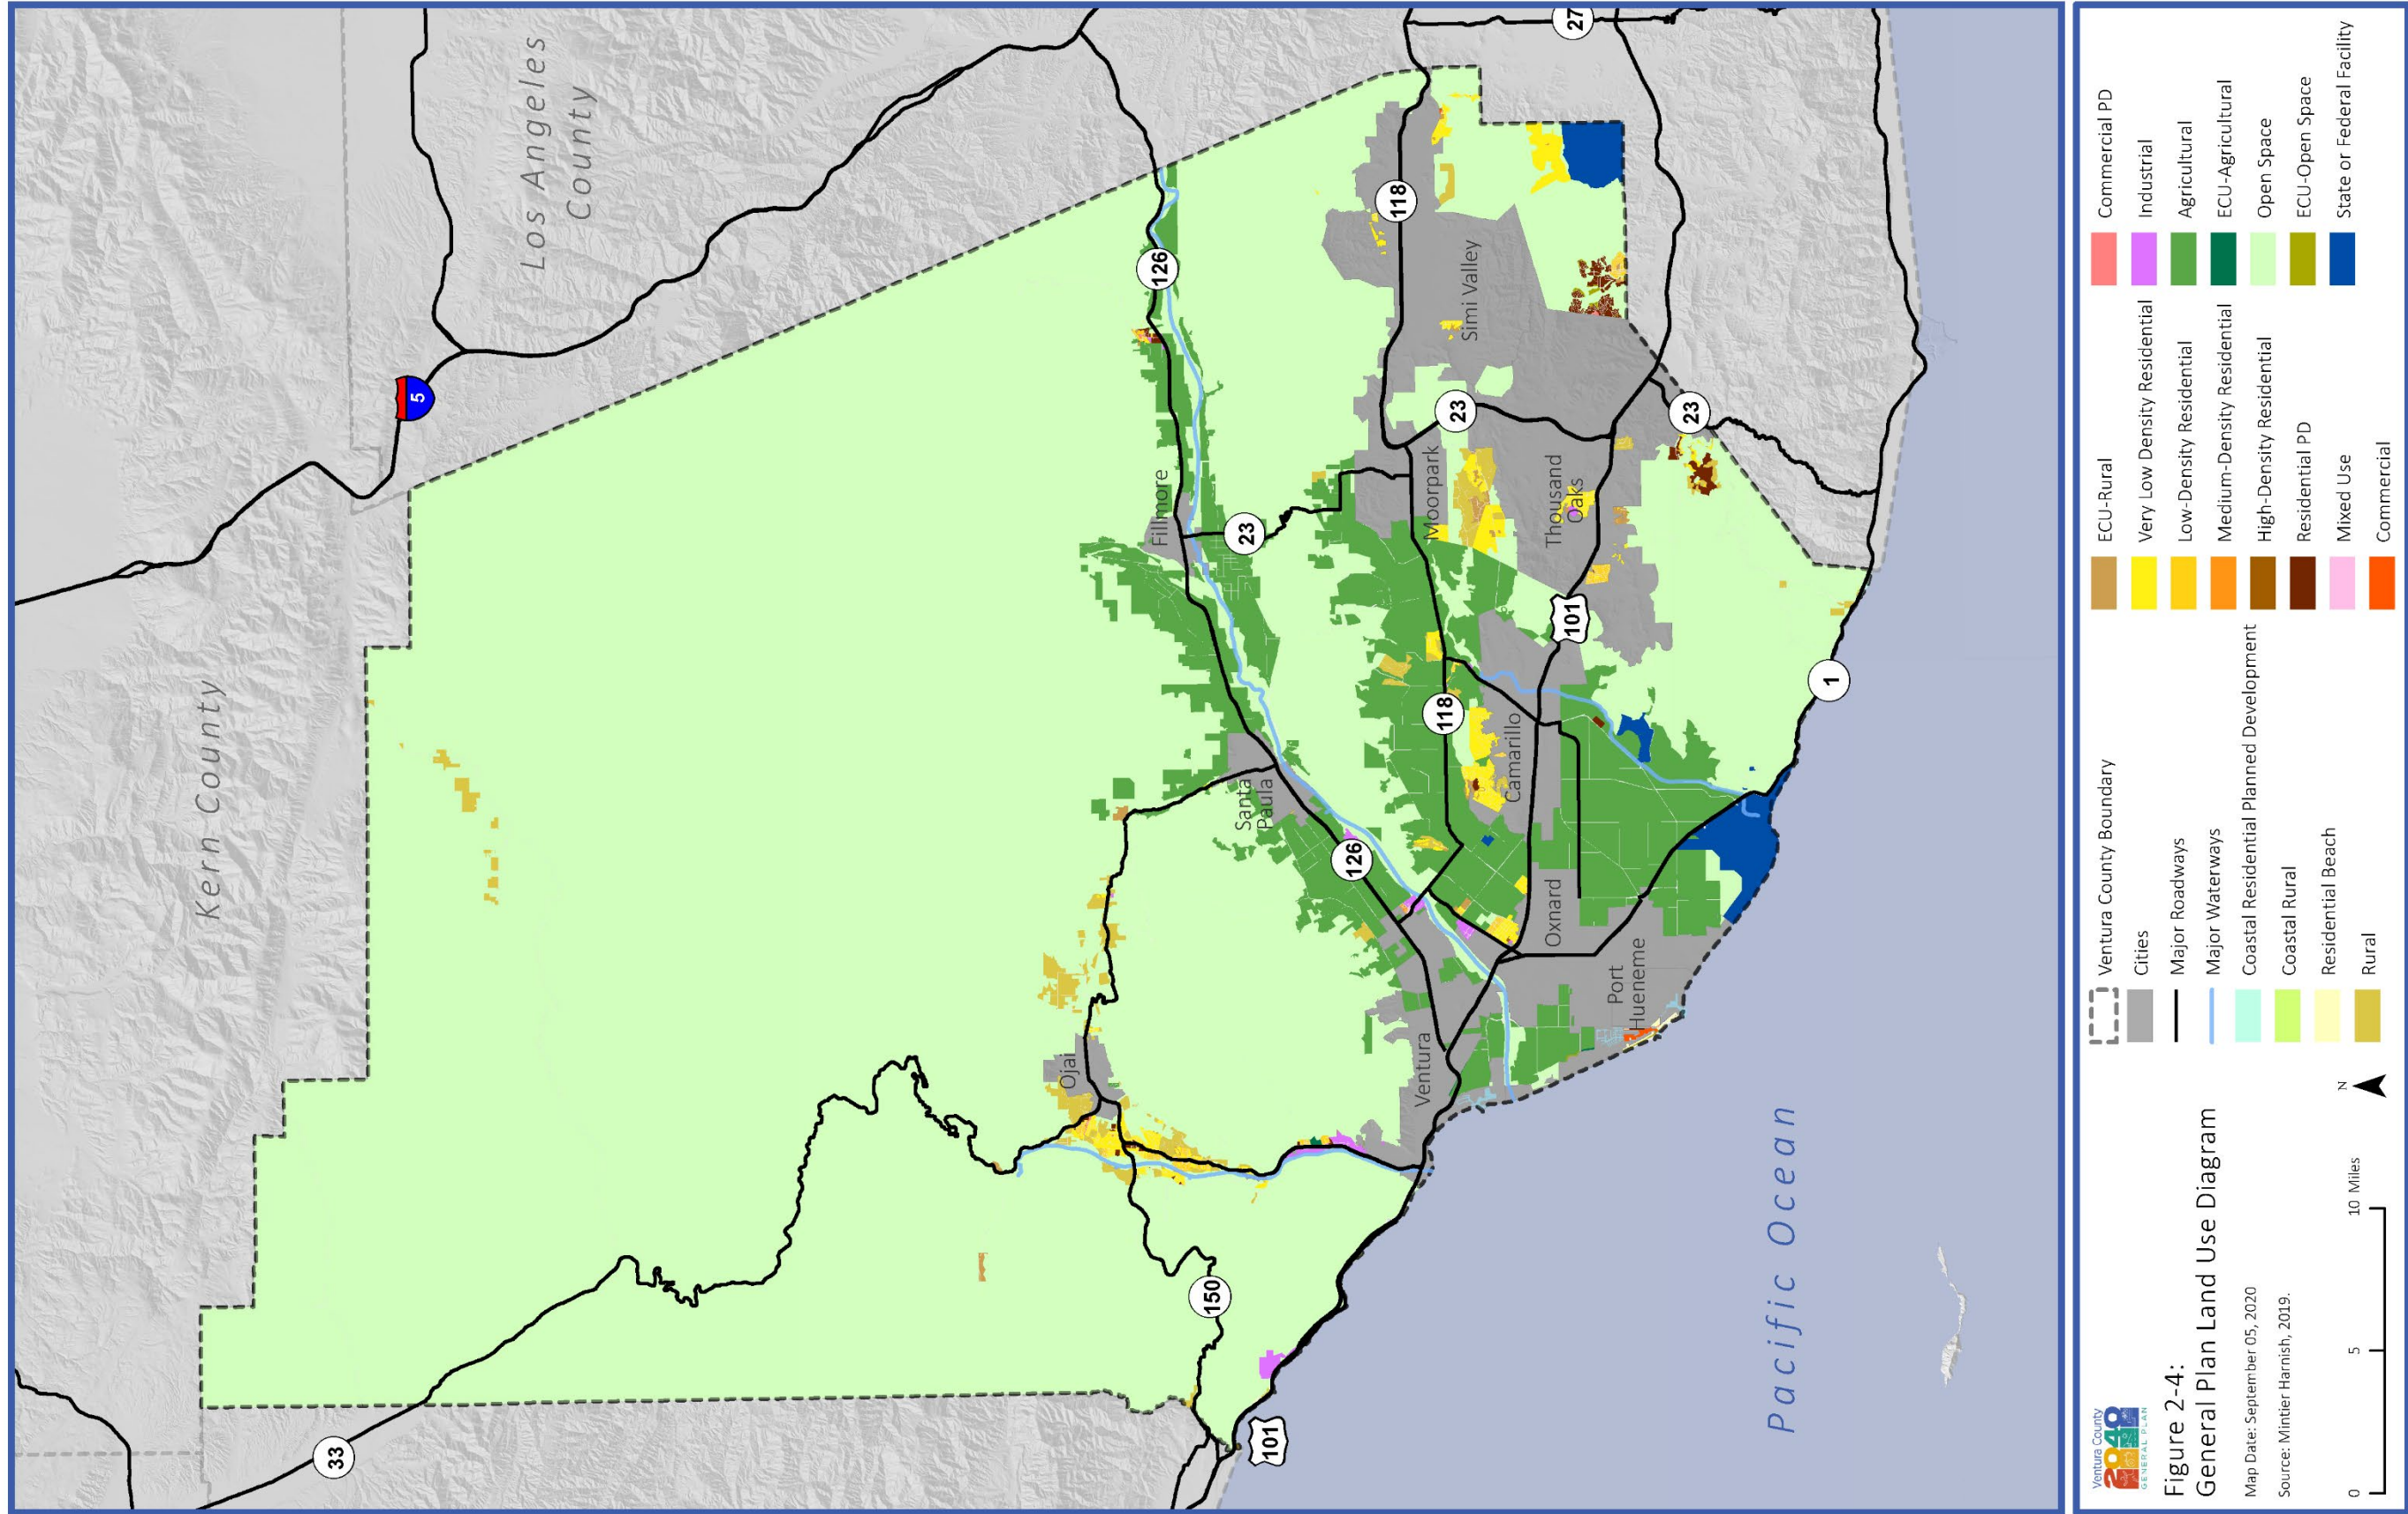 Kern County
Los Angeles
County
33
5
126
27
118
23
Ojai
Fillmore
Santa
Paula
150
126
23
118
Moorpark
Simi Valley
23
Thousand
Oaks
101
Camarillo
Oxnard
Ventura
Port
Hueneme
101
1
Pacific Ocean
Ventura County
2040
GENERAL PLAN
Figure 2-4:
General Plan Land Use Diagram
Map Date: September 05, 2020
Source: Mintier Harnish, 2019.
0 5 10 Miles
N
Ventura County Boundary
Cities
Major Roadways
Major Waterways
Coastal Residential Planned Development
Coastal Rural
Residential Beach
Rural
ECU-Rural
Very Low Density Residential
Low-Density Residential
Medium-Density Residential
High-Density Residential
Residential PD
Mixed Use
Commercial
Commercial PD
Industrial
Agricultural
ECU-Agricultural
Open Space
ECU-Open Space
State or Federal Facility